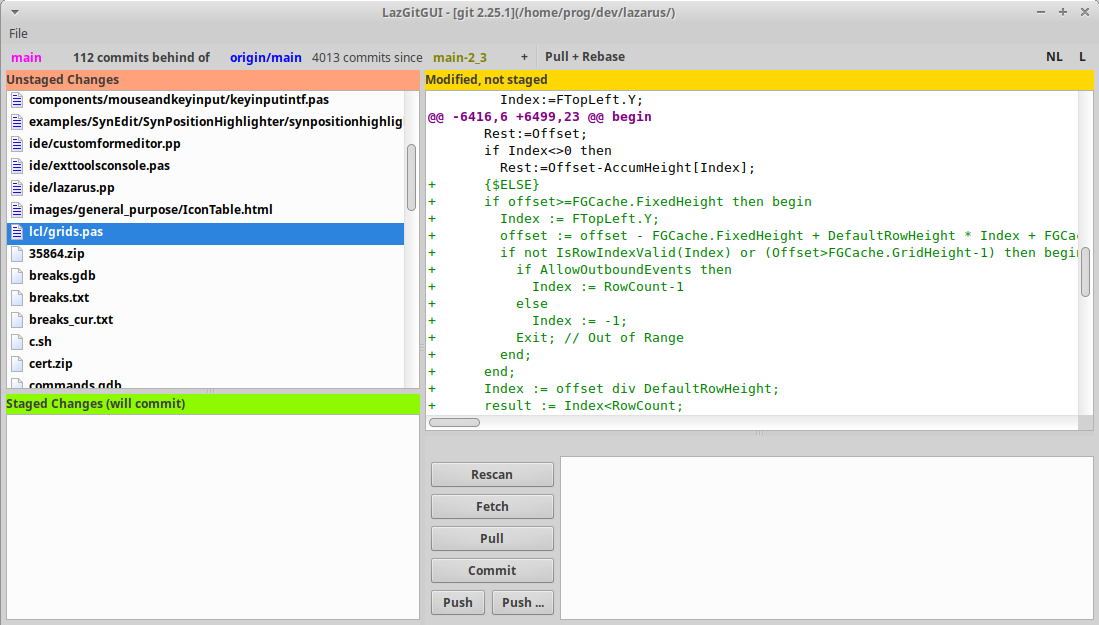 LazGitGUI - [git 2.25.1](/home/prog/dev/lazarus/)
File
main 112 commits behind of origin/main 4013 commits since main-2_3 + Pull + Rebase NL L
Unstaged Changes
components/mouseandkeyinput/keyinputintf.pas
examples/SynEdit/SynPositionHighlighter/synpositionhighlig
ide/customformeditor.pp
ide/exttoolsconsole.pas
ide/lazarus.pp
images/general_purpose/IconTable.html
lcl/grids.pas
35864.zip
breaks.gdb
breaks.txt
breaks_cur.txt
c.sh
cert.zip
commands.gdb
Staged Changes (will commit)
Modified, not staged
Index:=FTopLeft.Y;
@@ -6416,6 +6499,23 @@ begin
Rest:=Offset;
if Index<>0 then
Rest:=Offset-AccumHeight[Index];
+ {$ELSE}
+ if offset>=FGCache.FixedHeight then begin
+ Index := FTopLeft.Y;
+ offset := offset - FGCache.FixedHeight + DefaultRowHeight * Index + FGCa
+ if not IsRowIndexValid(Index) or (Offset>FGCache.GridHeight-1) then begin
+ if AllowOutboundEvents then
+ Index := RowCount-1
+ else
+ Index := -1;
+ Exit; // Out of Range
+ end;
+ end;
+ Index := offset div DefaultRowHeight;
+ result := Index<RowCount;
Rescan
Fetch
Pull
Commit
Push Push ...